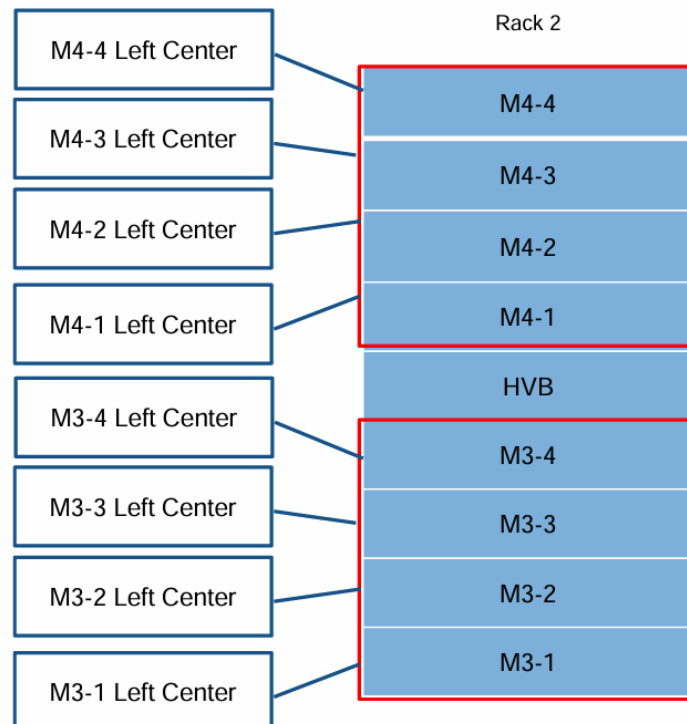 Rack 2
M4-4 Left Center
M4-3 Left Center
M4-2 Left Center
M4-1 Left Center
M3-4 Left Center
M3-3 Left Center
M3-2 Left Center
M3-1 Left Center
M4-4
M4-3
M4-2
M4-1
HVB
M3-4
M3-3
M3-2
M3-1